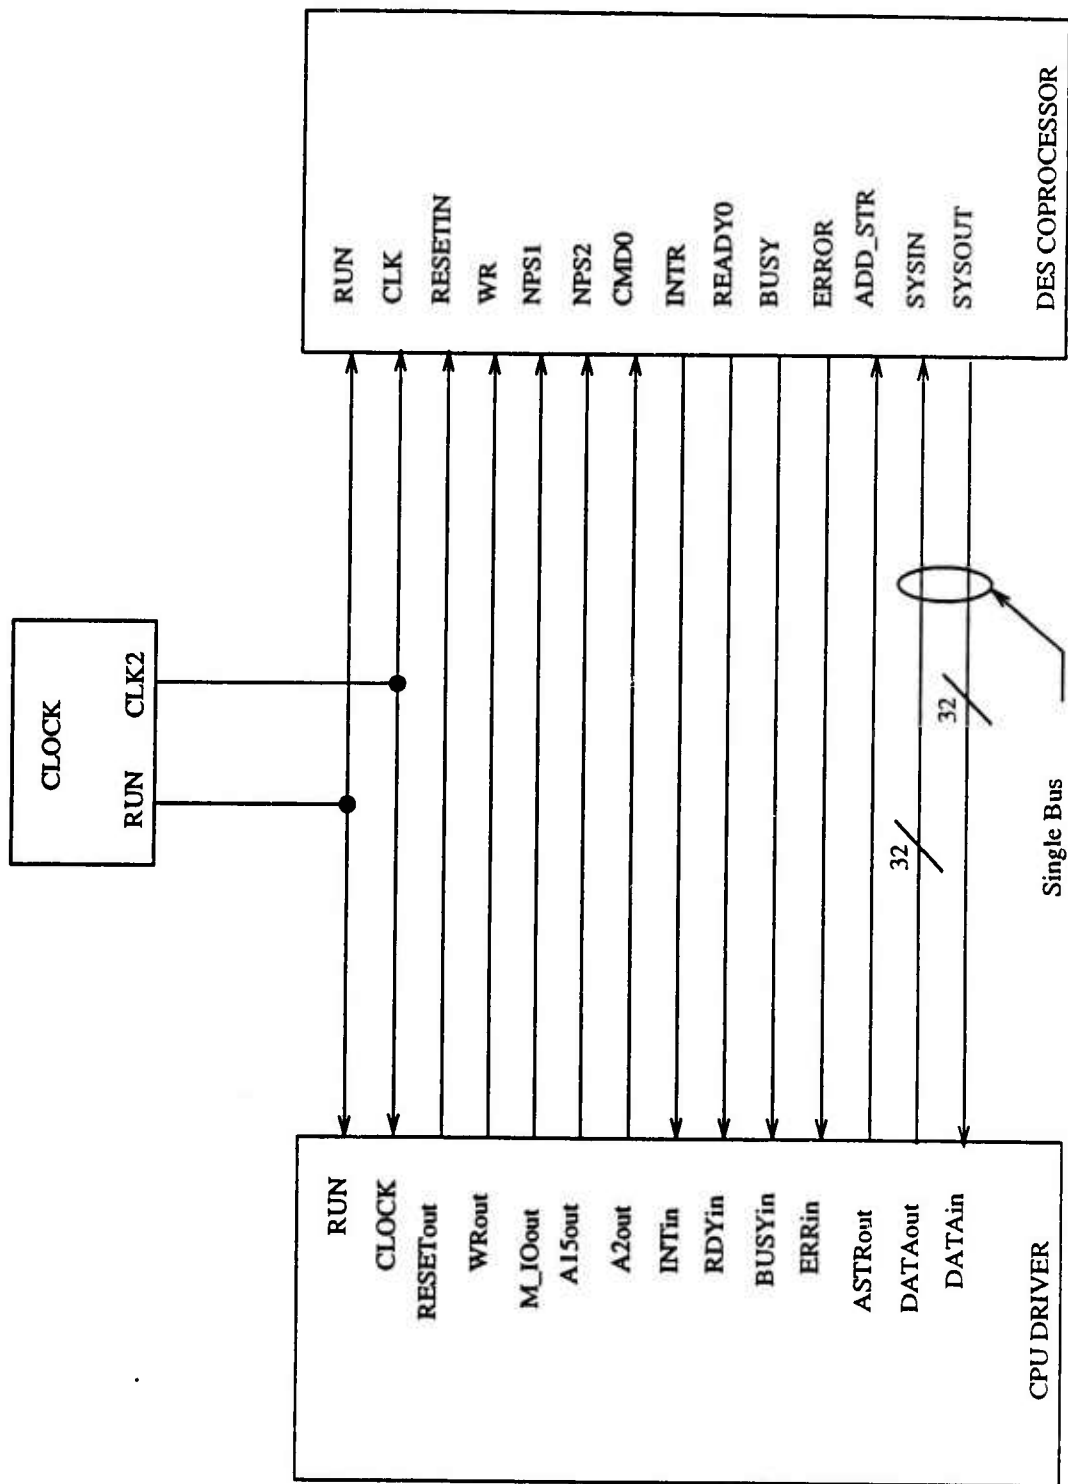 CLOCK
RUN
CLK2
RUN
CLOCK
RESETout
WRout
M_IOout
A15out
A2out
INTin
RDYin
BUSYin
ERRin
ASTRout
DATAout
DATAin
CPU DRIVER
RUN
CLK
RESETIN
WR
NPS1
NPS2
CMD0
INTR
READY0
BUSY
ERROR
ADD_STR
SYSIN
SYSOUT
DES COPROCESSOR
32
32
Single Bus